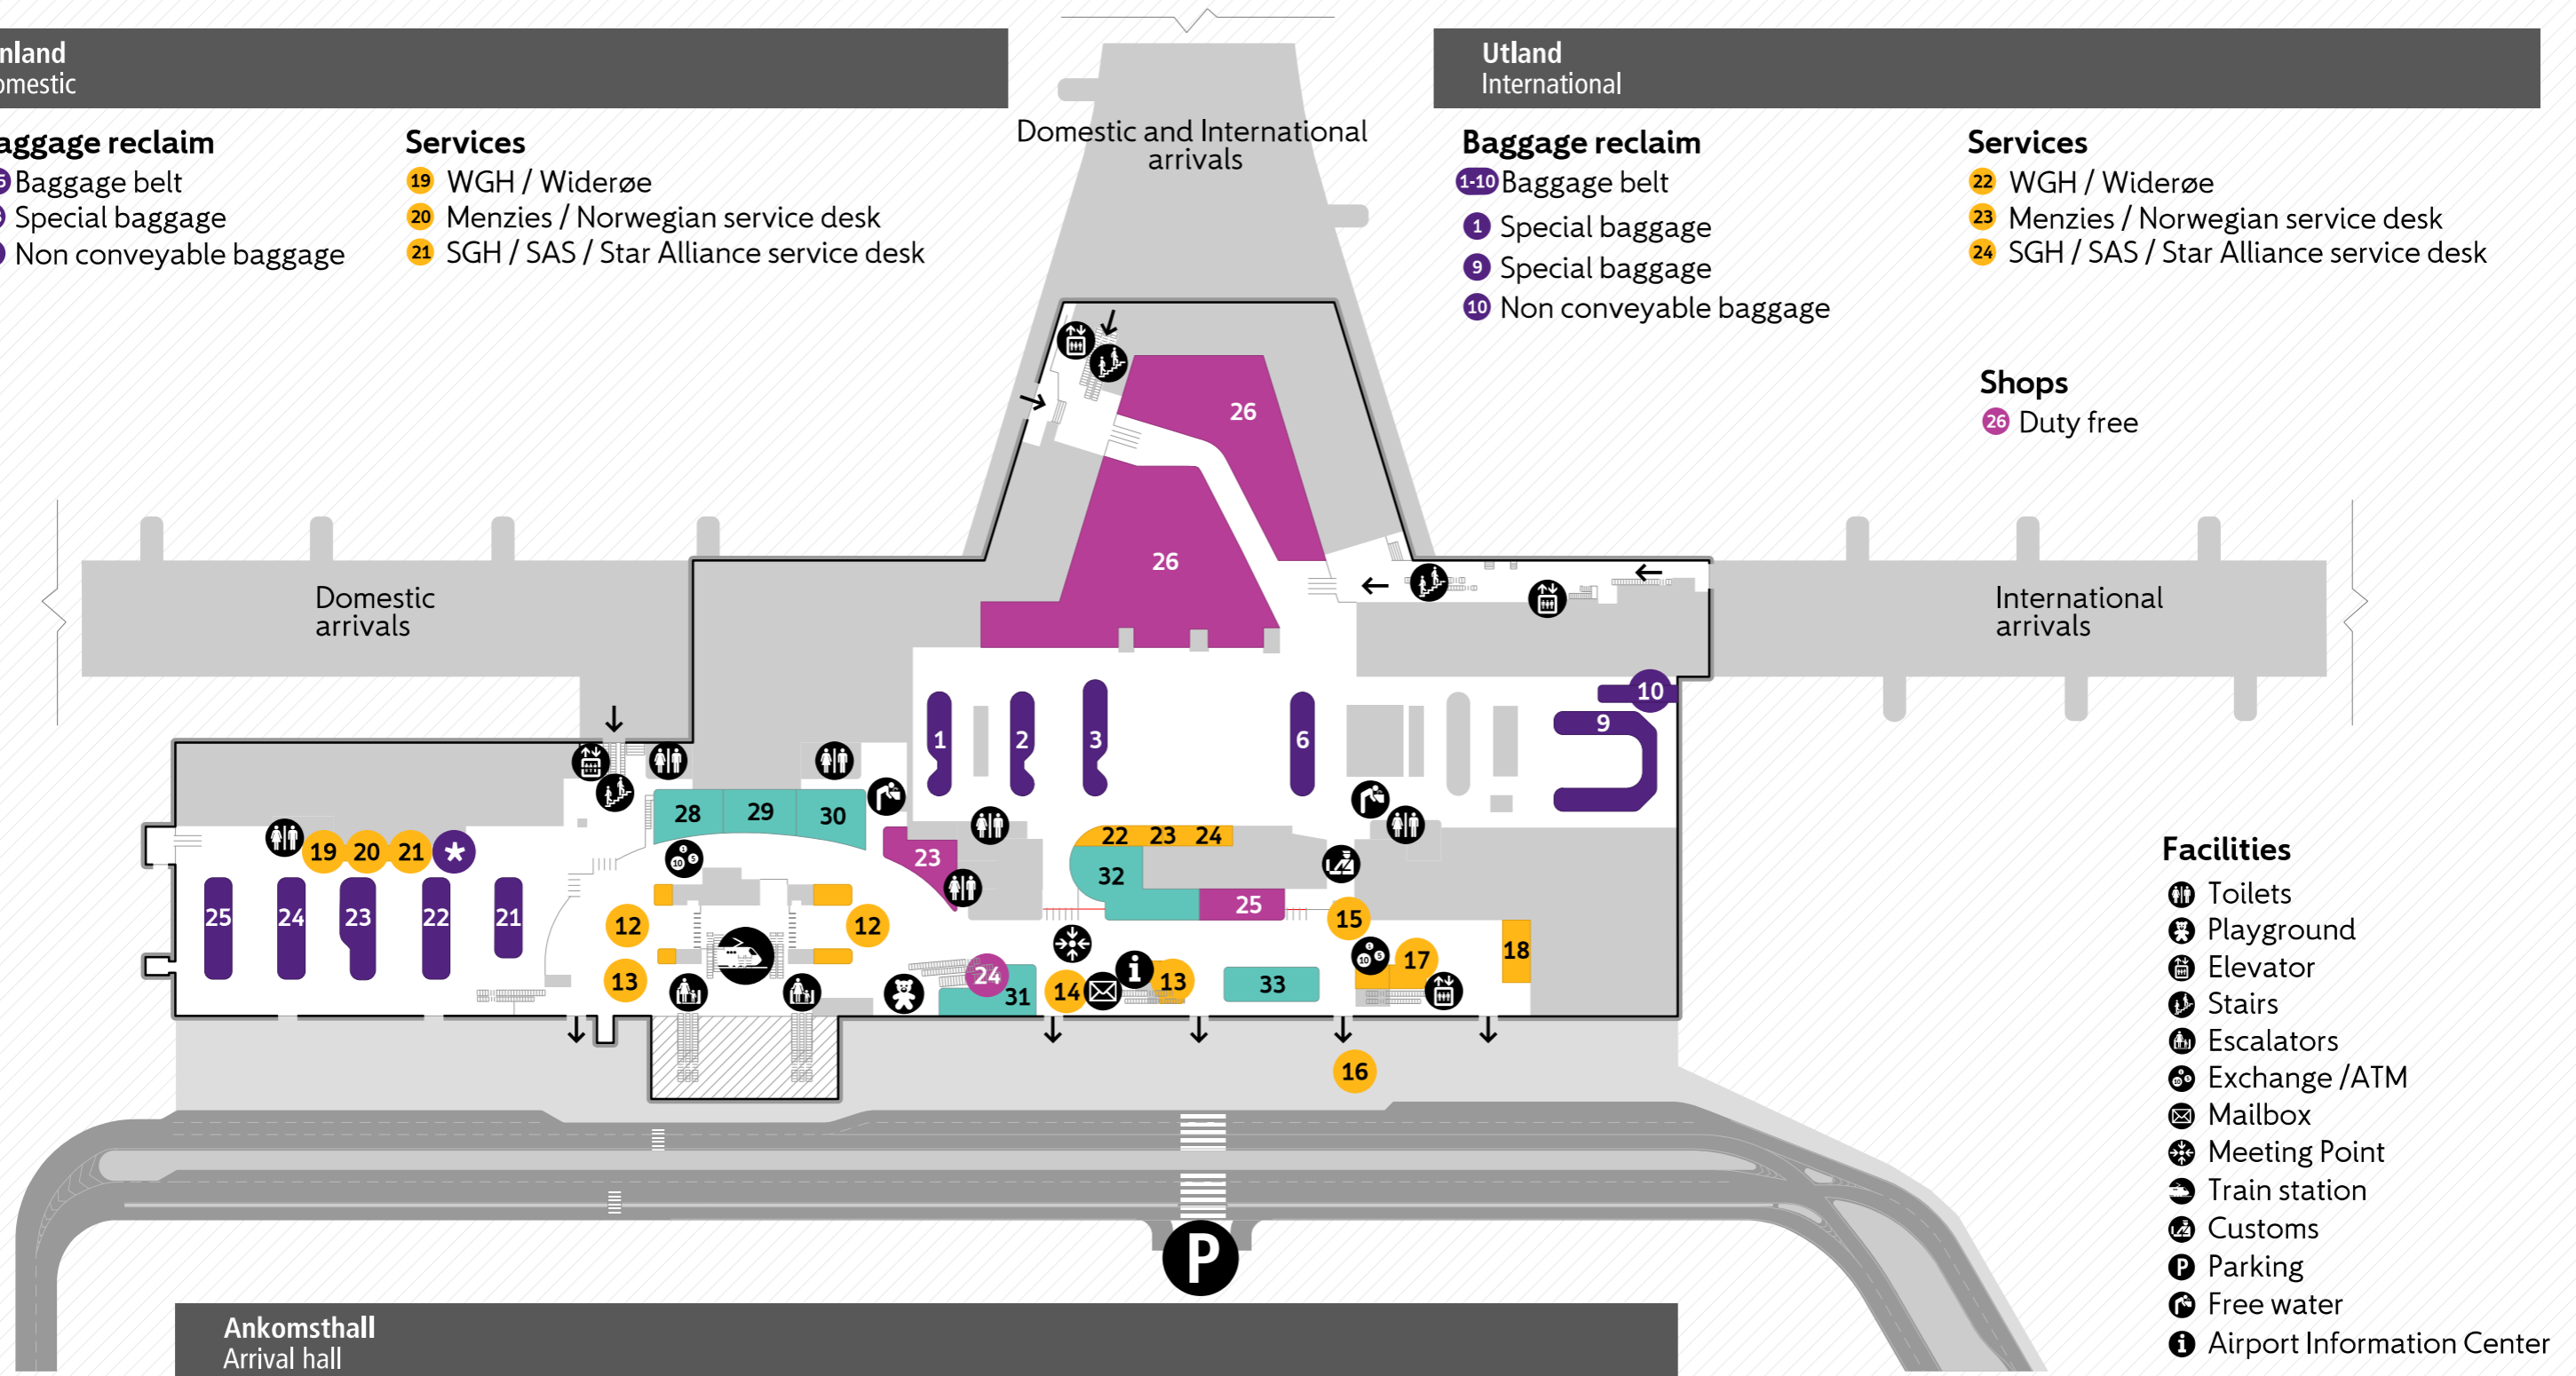 nland
omestic
aggage reclaim
5 Baggage belt
Special baggage
Non conveyable baggage
Services
19 WGH / Widerøe
20 Menzies / Norwegian service desk
21 SGH / SAS / Star Alliance service desk
Domestic and International
arrivals
Utland
International
Baggage reclaim
1-10 Baggage belt
1 Special baggage
9 Special baggage
10 Non conveyable baggage
Services
22 WGH / Widerøe
23 Menzies / Norwegian service desk
24 SGH / SAS / Star Alliance service desk
Shops
26 Duty free
26
26
Domestic
arrivals
International
arrivals
10
1 2 3 6 9
28 29 30
22 23 24
19 20 21 *
23
32
25
25 24 23 22 21
12 12
15
18
17
13
24
31
14
13
33
16
P
Facilities
Toilets
Playground
Elevator
Stairs
Escalators
Exchange /ATM
Mailbox
Meeting Point
Train station
Customs
P Parking
Free water
i Airport Information Center
Ankomsthall
Arrival hall